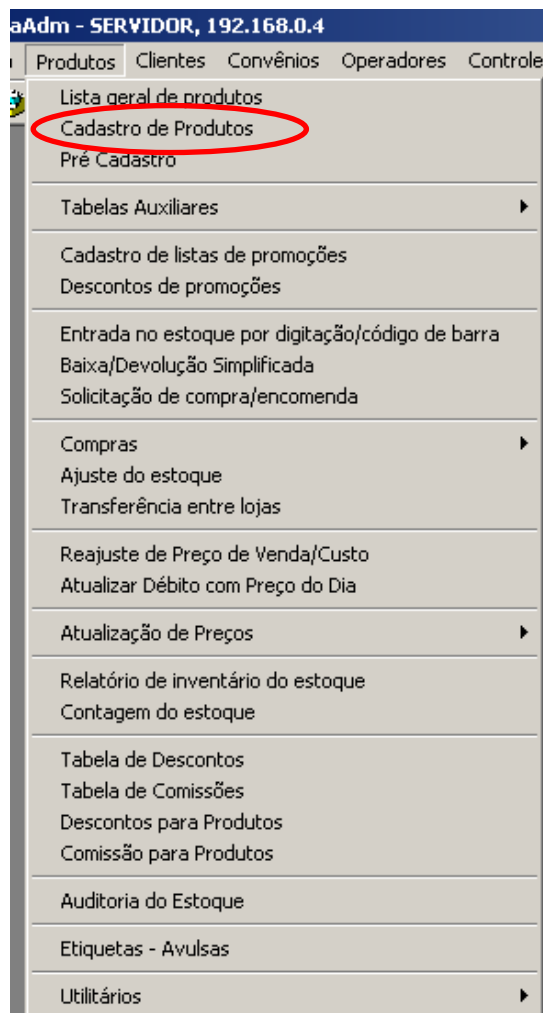 aAdm - SERVIDOR, 192.168.0.4
Produtos Clientes Convênios Operadores Controle
Lista geral de produtos
Cadastro de Produtos
Pré Cadastro
Tabelas Auxiliares
Cadastro de listas de promoções
Descontos de promoções
Entrada no estoque por digitação/código de barra
Baixa/Devolução Simplificada
Solicitação de compra/encomenda
Compras
Ajuste do estoque
Transferência entre lojas
Reajuste de Preço de Venda/Custo
Atualizar Débito com Preço do Dia
Atualização de Preços
Relatório de inventário do estoque
Contagem do estoque
Tabela de Descontos
Tabela de Comissões
Descontos para Produtos
Comissão para Produtos
Auditoria do Estoque
Etiquetas - Avulsas
Utilitários